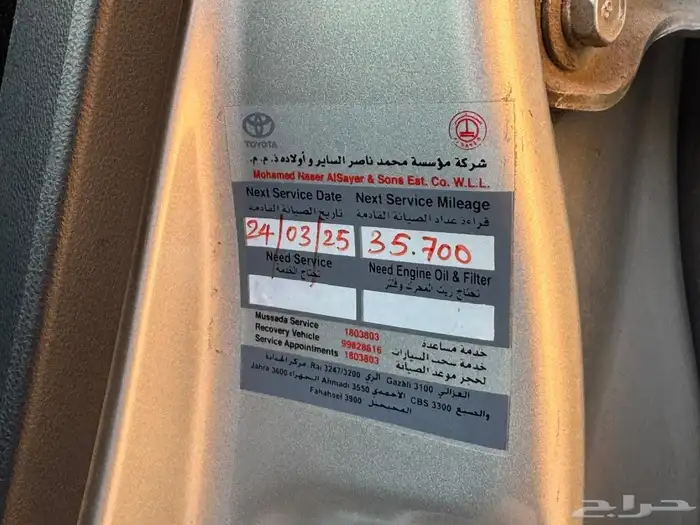 TOYOTA
ALSAYER
شركة مؤسسة محمد ناصر الساير و أولاده ذ.م.م.
Mohamed Naser AlSayer & Sons Est. Co. W.L.L.
Next Service Date Next Service Mileage
تاريخ الصيانة القادمة قراءة عداد الصيانة القادمة
24/03/25 35.700
Need Service Need Engine Oil & Filter
تحتاج الخدمة تحتاج زيت المحرك وفلتر
Mussada Service 1803803 خدمة مساعدة
Recovery Vehicle 99828616 خدمة سحب السيارات
Service Appointments 1803803 لحجز موعد الصيانة
Rai 3247/3200 الري Gazali 3100 الغزالي
Jahra 3600 الجهراء Ahmadi 3550 الأحمدي CBS 3300
Fahaheel 3900 الفحيحيل
حراج